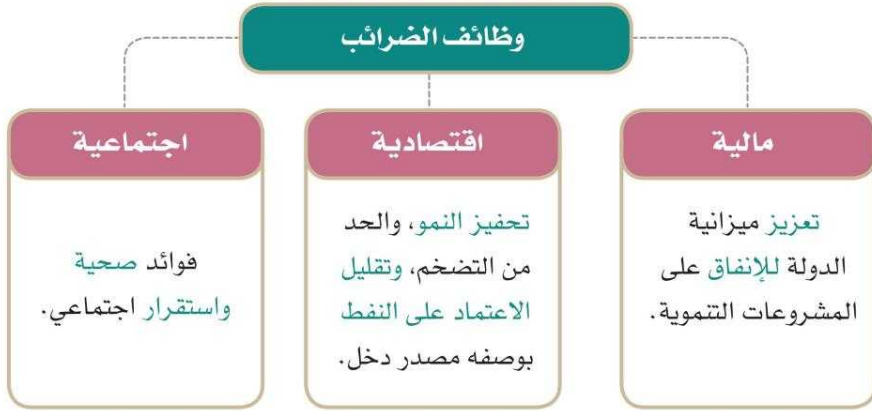 وظائف الضرائب
مالية
تعزيز ميزانية
الدولة للإنفاق على
المشروعات التنموية.
اقتصادية
تحفيز النمو، والحد
من التضخم، وتقليل
الاعتماد على النفط
بوصفه مصدر دخل.
اجتماعية
فوائد صحية
واستقرار اجتماعي.